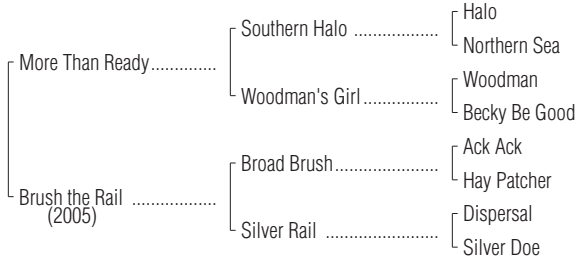 Halo
Southern Halo ..................
Northern Sea
More Than Ready..............
Woodman
Woodman's Girl ................
Becky Be Good
Ack Ack
Broad Brush......................
Hay Patcher
Brush the Rail ..................
(2005)
Dispersal
Silver Rail ........................
Silver Doe